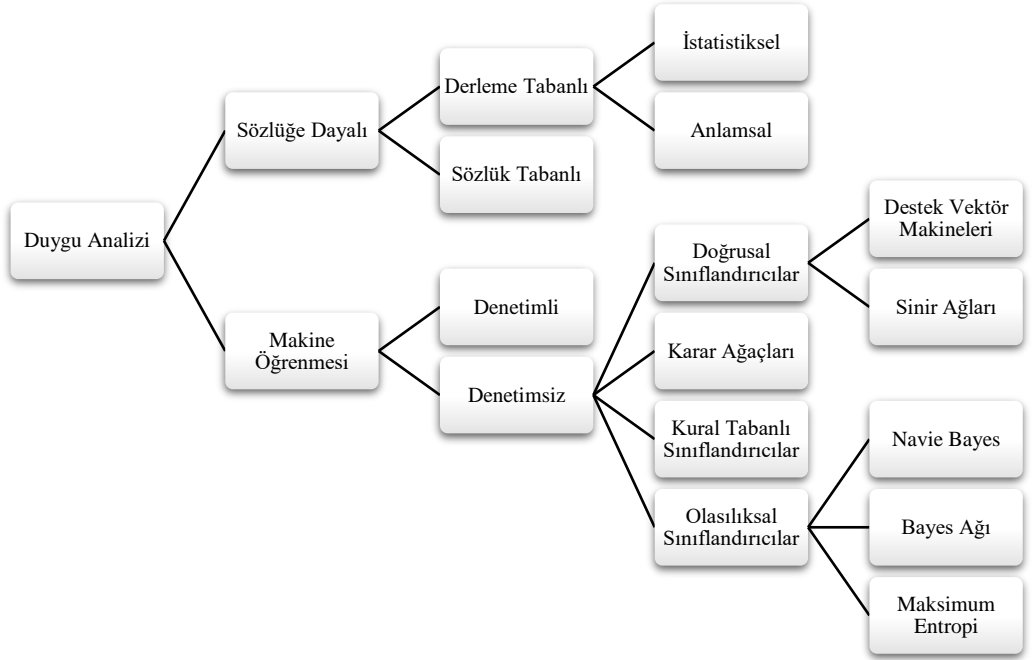 Duygu Analizi
Sözlüğe Dayalı
Derleme Tabanlı
İstatistiksel
Anlamsal
Sözlük Tabanlı
Makine
Öğrenmesi
Denetimli
Denetimsiz
Doğrusal
Sınıflandırıcılar
Destek Vektör
Makineleri
Sinir Ağları
Karar Ağaçları
Kural Tabanlı
Sınıflandırıcılar
Olasılıksal
Sınıflandırıcılar
Navie Bayes
Bayes Ağı
Maksimum
Entropi